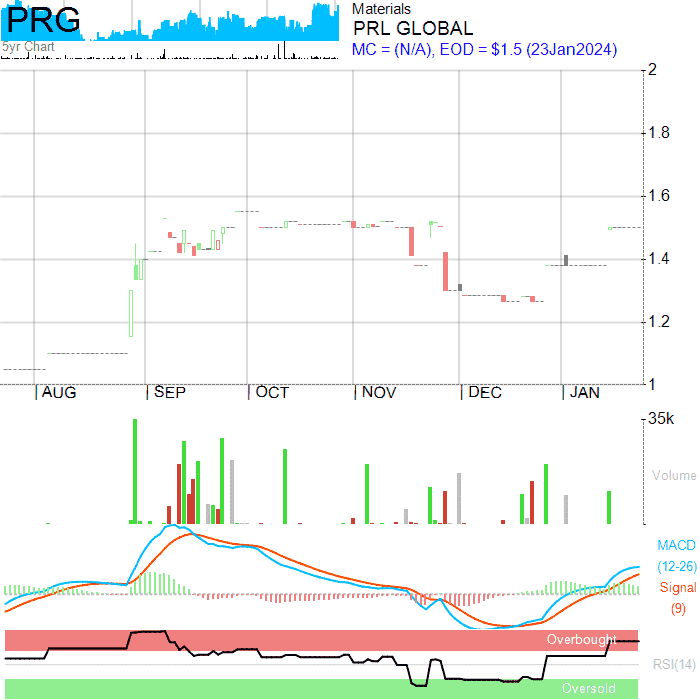 PRG
5yr Chart
Materials
PRL GLOBAL
MC = (N/A), EOD = $1.5 (23Jan2024)
2
1.8
1.6
1.4
1.2
1
AUG SEP OCT NOV DEC JAN
35k
Volume
MACD
(12-26)
Signal
(9)
Overbought
RSI(14)
Oversold